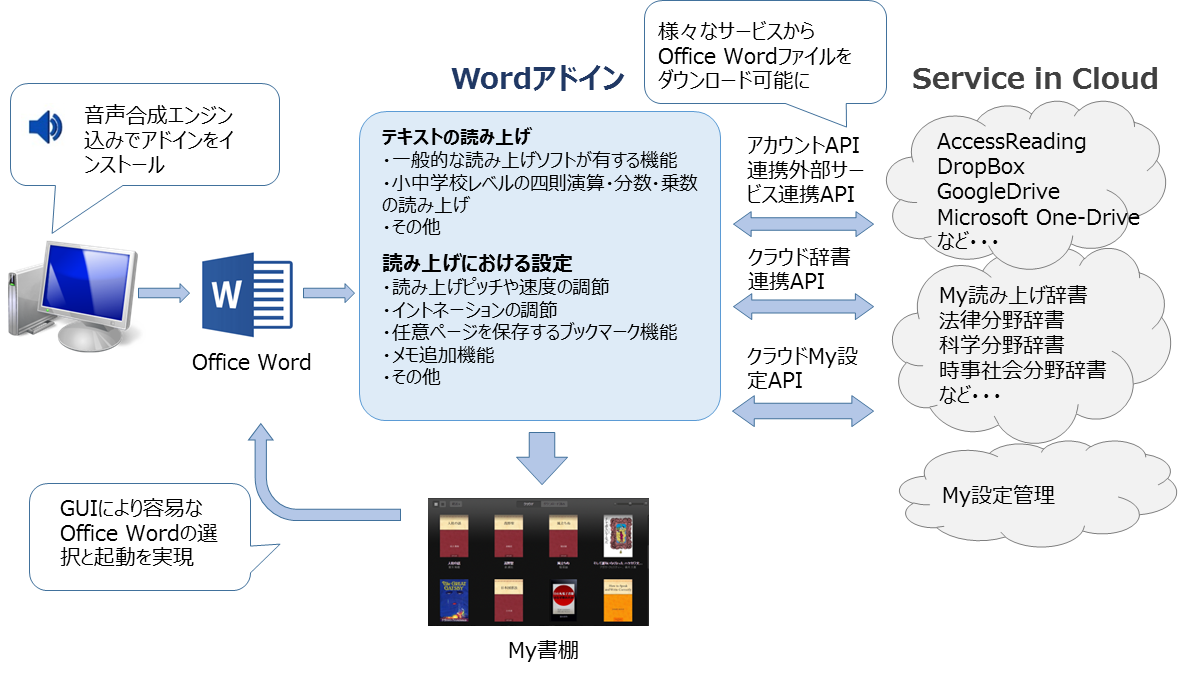 様々なサービスから
Office Wordファイルを
ダウンロード可能に
Wordアドイン
Service in Cloud
音声合成エンジン
込みでアドインをイ
ンストール
テキストの読み上げ
・一般的な読み上げソフトが有する機能
・小中学校レベルの四則演算・分数・乗数
の読み上げ
・その他
読み上げにおける設定
・読み上げピッチや速度の調節
・イントネーションの調節
・任意ページを保存するブックマーク機能
・メモ追加機能
・その他
アカウントAPI
連携外部サー
ビス連携API
クラウド辞書
連携API
クラウドMy設
定API
AccessReading
DropBox
GoogleDrive
Microsoft One-Drive
など・・・
My読み上げ辞書
法律分野辞書
科学分野辞書
時事社会分野辞書
など・・・
My設定管理
W
Office Word
GUIにより容易な
Office Wordの選
択と起動を実現
My書棚